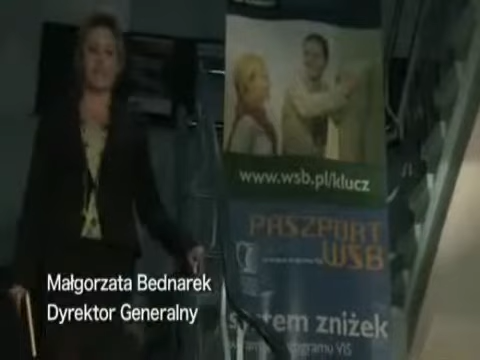 www.wsb.pl/klucz
PASZPORT
WSB
system zniżek
Małgorzata Bednarek
Dyrektor Generalny